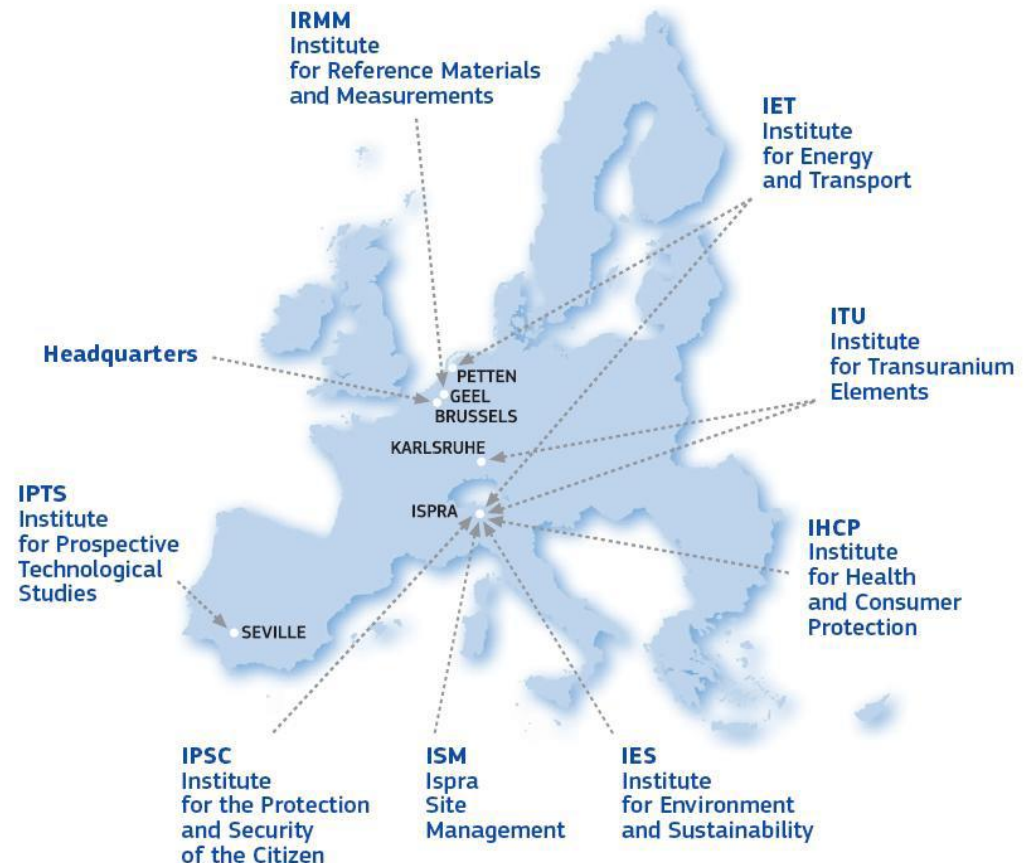 IRMM
Institute
for Reference Materials
and Measurements
IET
Institute
for Energy
and Transport
ITU
Institute
for Transuranium
Elements
Headquarters
PETTEN
GEEL
BRUSSELS
KARLSRUHE
ISPRA
IPTS
Institute
for Prospective
Technological
Studies
SEVILLE
IHCP
Institute
for Health
and Consumer
Protection
IPSC
Institute
for the Protection
and Security
of the Citizen
ISM
Ispra
Site
Management
IES
Institute
for Environment
and Sustainability